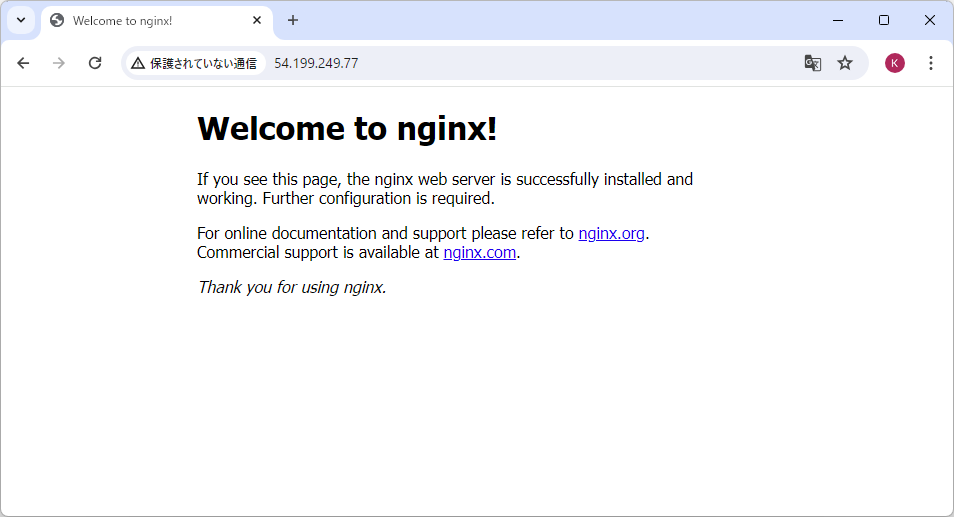 Welcome to nginx!
保護されていない通信 54.199.249.77
K
Welcome to nginx!
If you see this page, the nginx web server is successfully installed and
working. Further configuration is required.
For online documentation and support please refer to nginx.org.
Commercial support is available at nginx.com.
Thank you for using nginx.